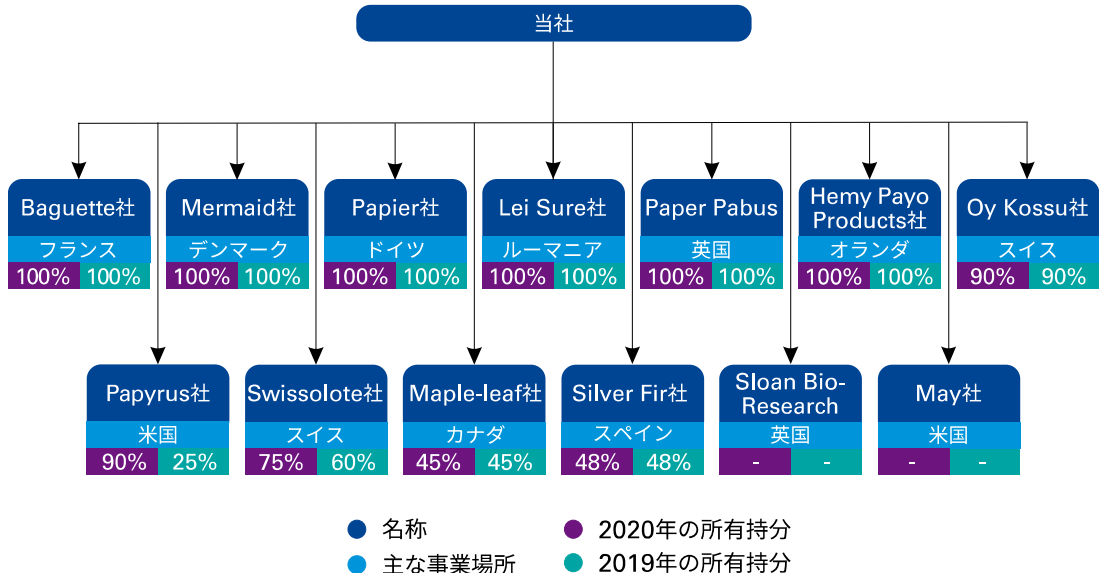 当社
Baguette社
フランス
100% 100%
Mermaid社
デンマーク
100% 100%
Papier社
ドイツ
100% 100%
Lei Sure社
ルーマニア
100% 100%
Paper Pabus
英国
100% 100%
Hemy Payo
Products社
オランダ
100% 100%
Oy Kossu社
スイス
90% 90%
Papyrus社
米国
90% 25%
Swissolote社
スイス
75% 60%
Maple-leaf社
カナダ
45% 45%
Silver Fir社
スペイン
48% 48%
Sloan Bio-
Research
英国
- -
May社
米国
- -
名称
2020年の所有持分
主な事業場所
2019年の所有持分